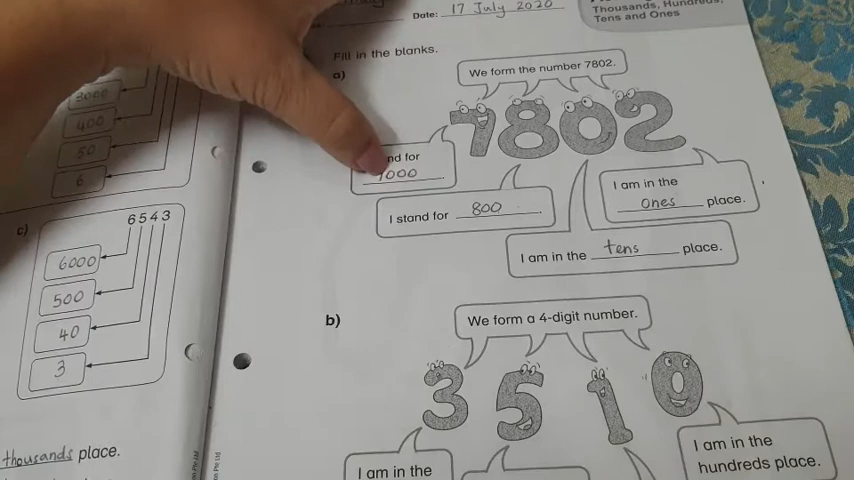 Date: 17 July 2020
Thousands, Hundreds,
Tens and Ones
3000
400
50
6
c)
6543
6000
500
40
3
thousands place.
Fill in the blanks.
a)
We form the number 7802.
7802
nd for
7000
I stand for 800.
I am in the
ones place.
I am in the tens place.
b)
We form a 4-digit number.
3510
I am in the
I am in the
hundreds place.